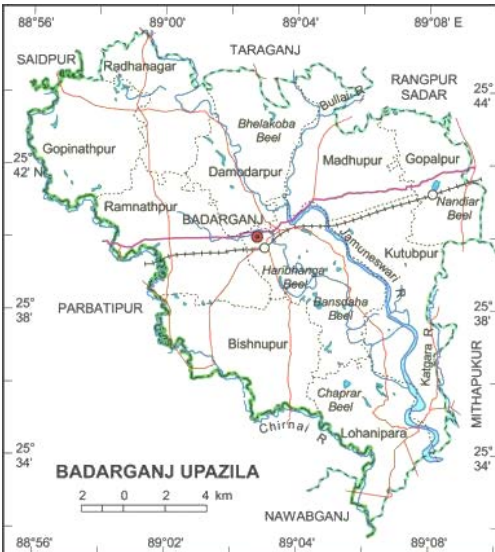 88°56' 89°00' 89°04' 89°08' E
SAIDPUR
TARAGANJ
Radhanagar
RANGPUR
SADAR
25°
44'
Bullai R.
Bhelakoba
Beel
Gopinathpur
25°
42' N
Damodarpur
Madhupur
Gopalpur
Ramnathpur
BADARGANJ
Nandiar
Beel
Jamuneswari R.
Kutubpur
Haribhanga
Beel
Bansdaha
Beel
PARBATIPUR
25°
38'
25°
38'
Bishnupur
Katgara R.
MITHAPUKUR
Chaprar
Beel
Chirnai R
Lohanipara
25°
34'
25°
34'
BADARGANJ UPAZILA
2 0 2 4 km
NAWABGANJ
88°56' 89°02' 89°04' 89°08'